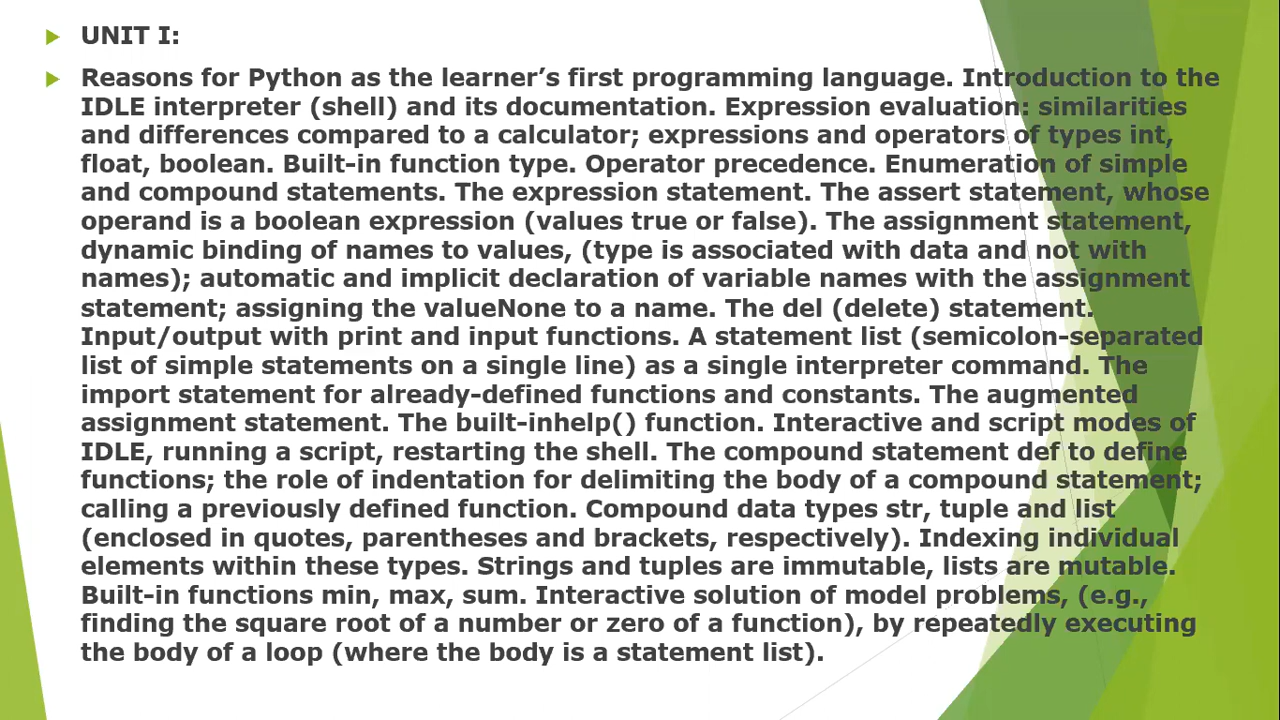 UNIT I:
Reasons for Python as the learner’s first programming language. Introduction to the
IDLE interpreter (shell) and its documentation. Expression evaluation: similarities
and differences compared to a calculator; expressions and operators of types int,
float, boolean. Built-in function type. Operator precedence. Enumeration of simple
and compound statements. The expression statement. The assert statement, whose
operand is a boolean expression (values true or false). The assignment statement,
dynamic binding of names to values, (type is associated with data and not with
names); automatic and implicit declaration of variable names with the assignment
statement; assigning the valueNone to a name. The del (delete) statement.
Input/output with print and input functions. A statement list (semicolon-separated
list of simple statements on a single line) as a single interpreter command. The
import statement for already-defined functions and constants. The augmented
assignment statement. The built-inhelp() function. Interactive and script modes of
IDLE, running a script, restarting the shell. The compound statement def to define
functions; the role of indentation for delimiting the body of a compound statement;
calling a previously defined function. Compound data types str, tuple and list
(enclosed in quotes, parentheses and brackets, respectively). Indexing individual
elements within these types. Strings and tuples are immutable, lists are mutable.
Built-in functions min, max, sum. Interactive solution of model problems, (e.g.,
finding the square root of a number or zero of a function), by repeatedly executing
the body of a loop (where the body is a statement list).